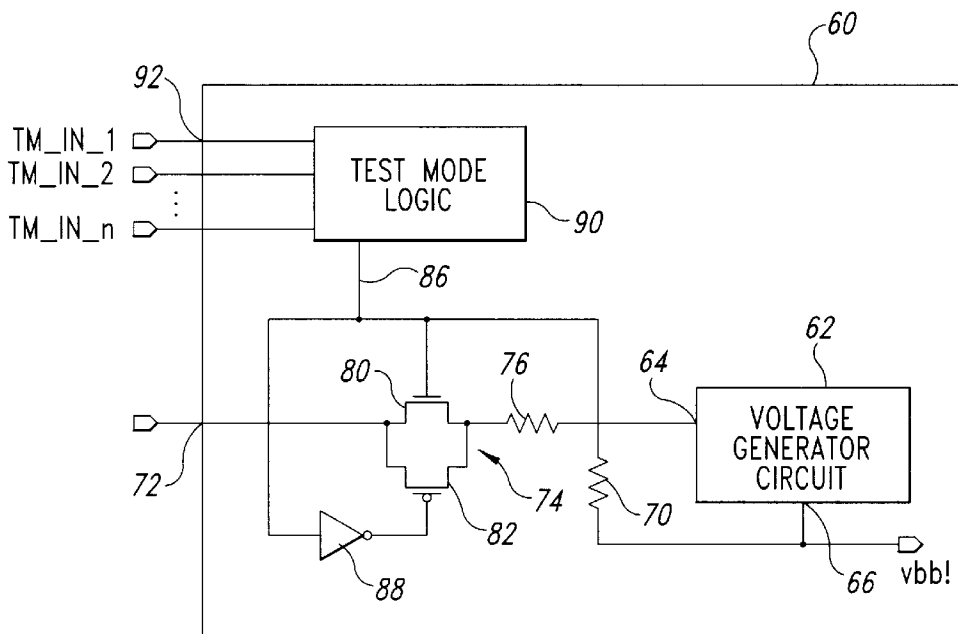 60
92
TM_IN_1
TM_IN_2
TM_IN_n
TEST MODE
LOGIC
90
86
80
76
64
62
VOLTAGE
GENERATOR
CIRCUIT
72
74
82
70
88
66
vbb!